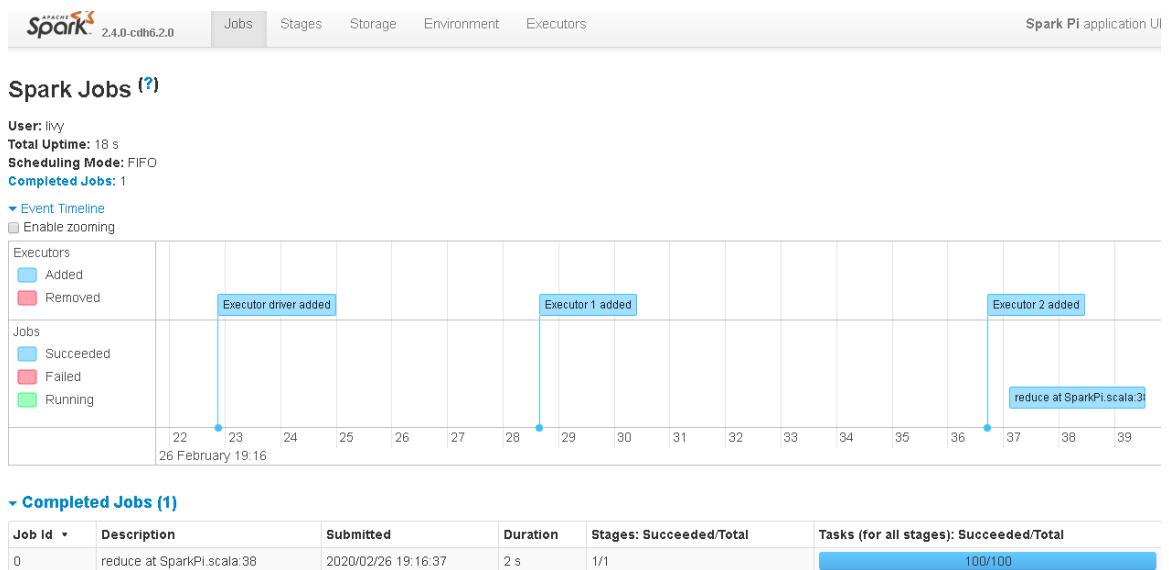 APACHE
Spark 2.4.0-cdh6.2.0 Jobs Stages Storage Environment Executors Spark Pi application UI
Spark Jobs (?)
User: livy
Total Uptime: 18 s
Scheduling Mode: FIFO
Completed Jobs: 1
Event Timeline
Enable zooming
Executors
Added
Removed
Executor driver added Executor 1 added Executor 2 added
Jobs
Succeeded
Failed
Running
reduce at SparkPi.scala:38
22 23 24 25 26 27 28 29 30 31 32 33 34 35 36 37 38 39
26 February 19:16
Completed Jobs (1)
Job Id Description Submitted Duration Stages: Succeeded/Total Tasks (for all stages): Succeeded/Total
0 reduce at SparkPi.scala:38 2020/02/26 19:16:37 2 s 1/1 100/100